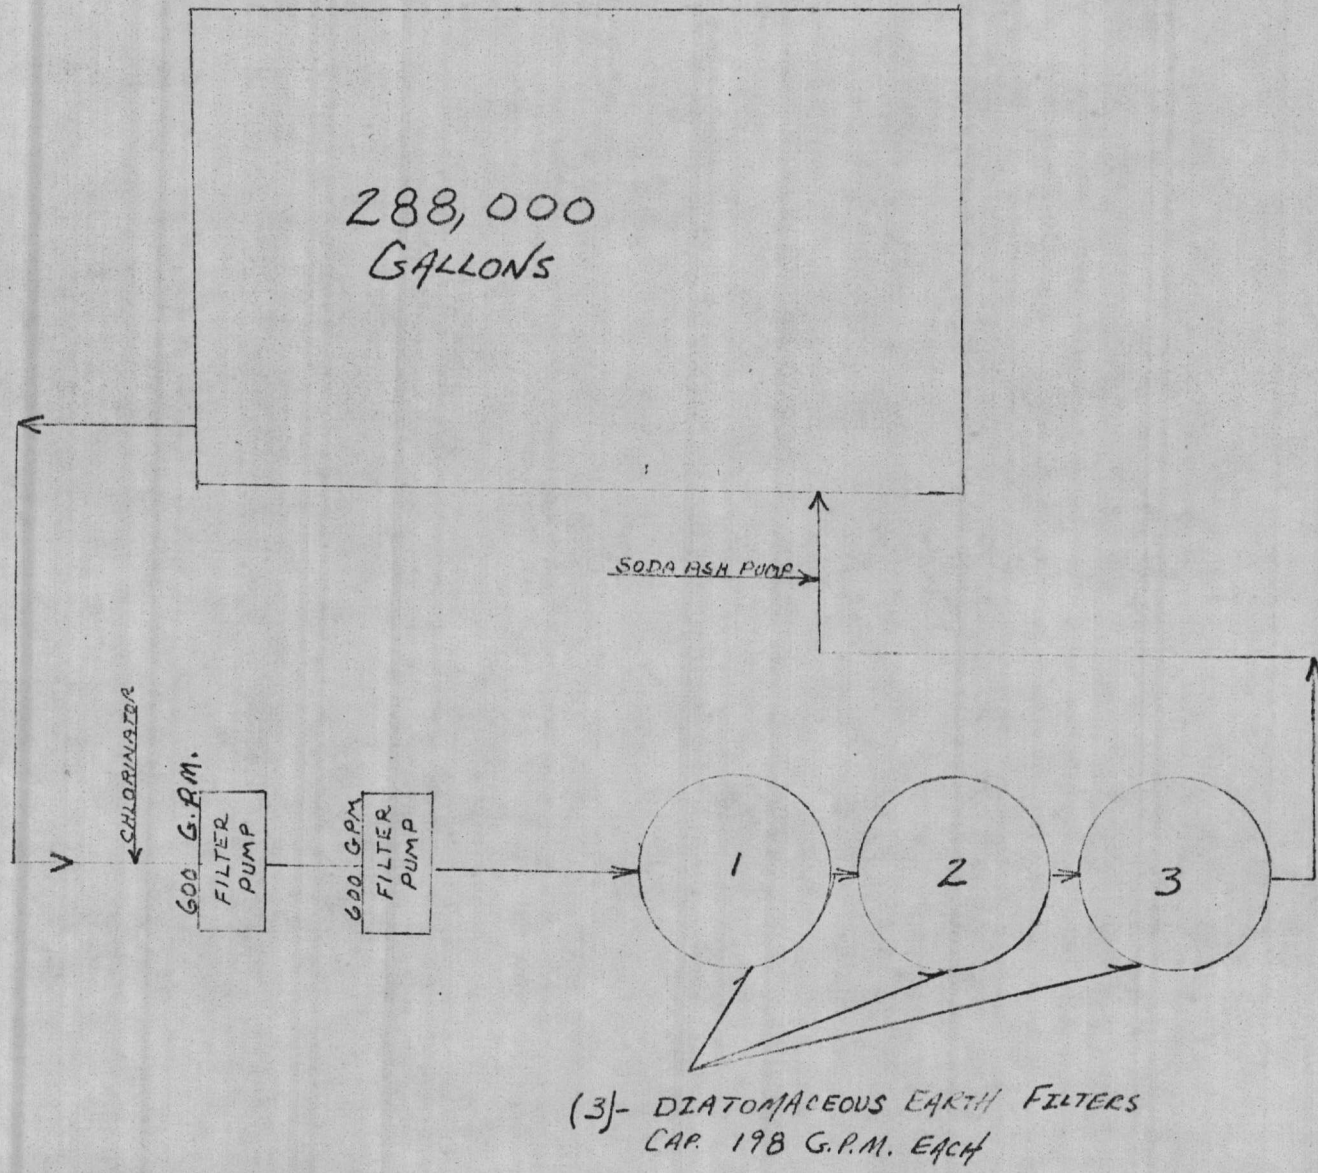 288,000
GALLONS
SODA ASH PUMP
CHLORINATOR
600 G.P.M.
FILTER
PUMP
600 GPM
FILTER
PUMP
1
2
3
(3)- DIATOMACEOUS EARTH FILTERS
CAP. 198 G.P.M. EACH